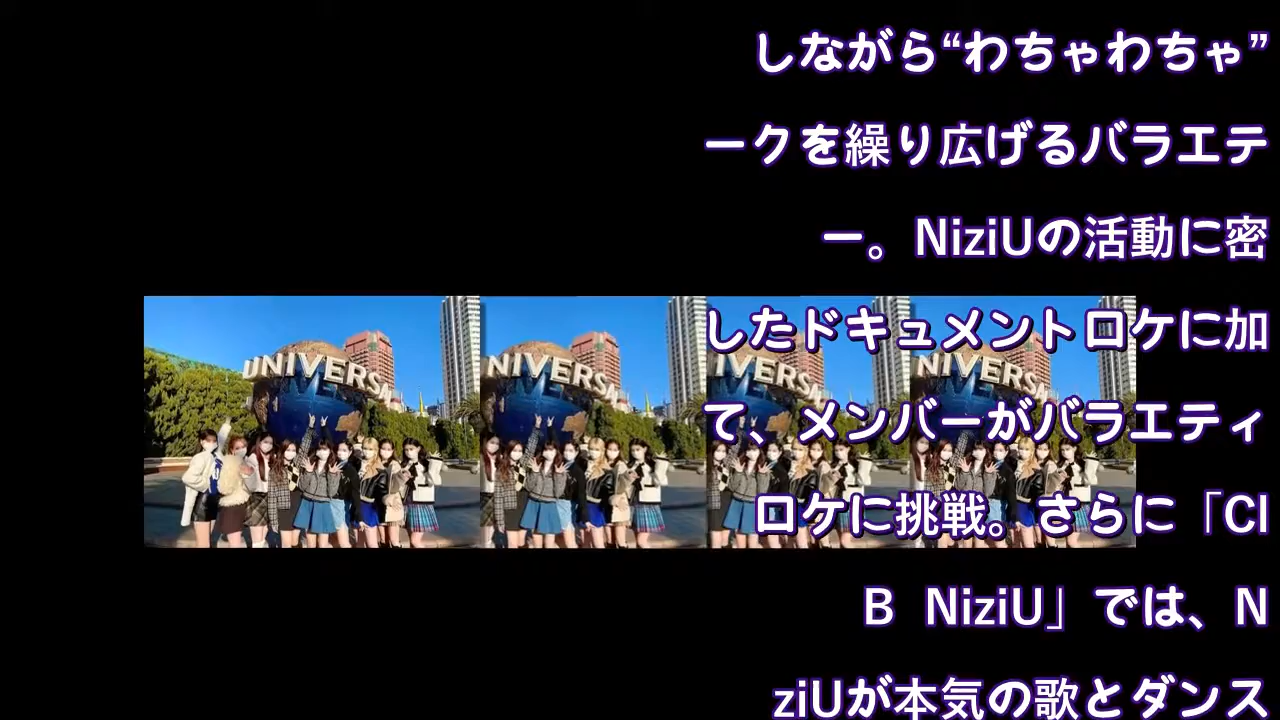 しながら“わちゃわちゃ”
ークを繰り広げるバラエテ
ー。NiziUの活動に密
したドキュメントロケに加
て、メンバーがバラエティ
ロケに挑戦。さらに「Cl
B NiziU」では、N
ziUが本気の歌とダンス
UNIVERSA
NIVERSA
IVERSA
NIVERSA